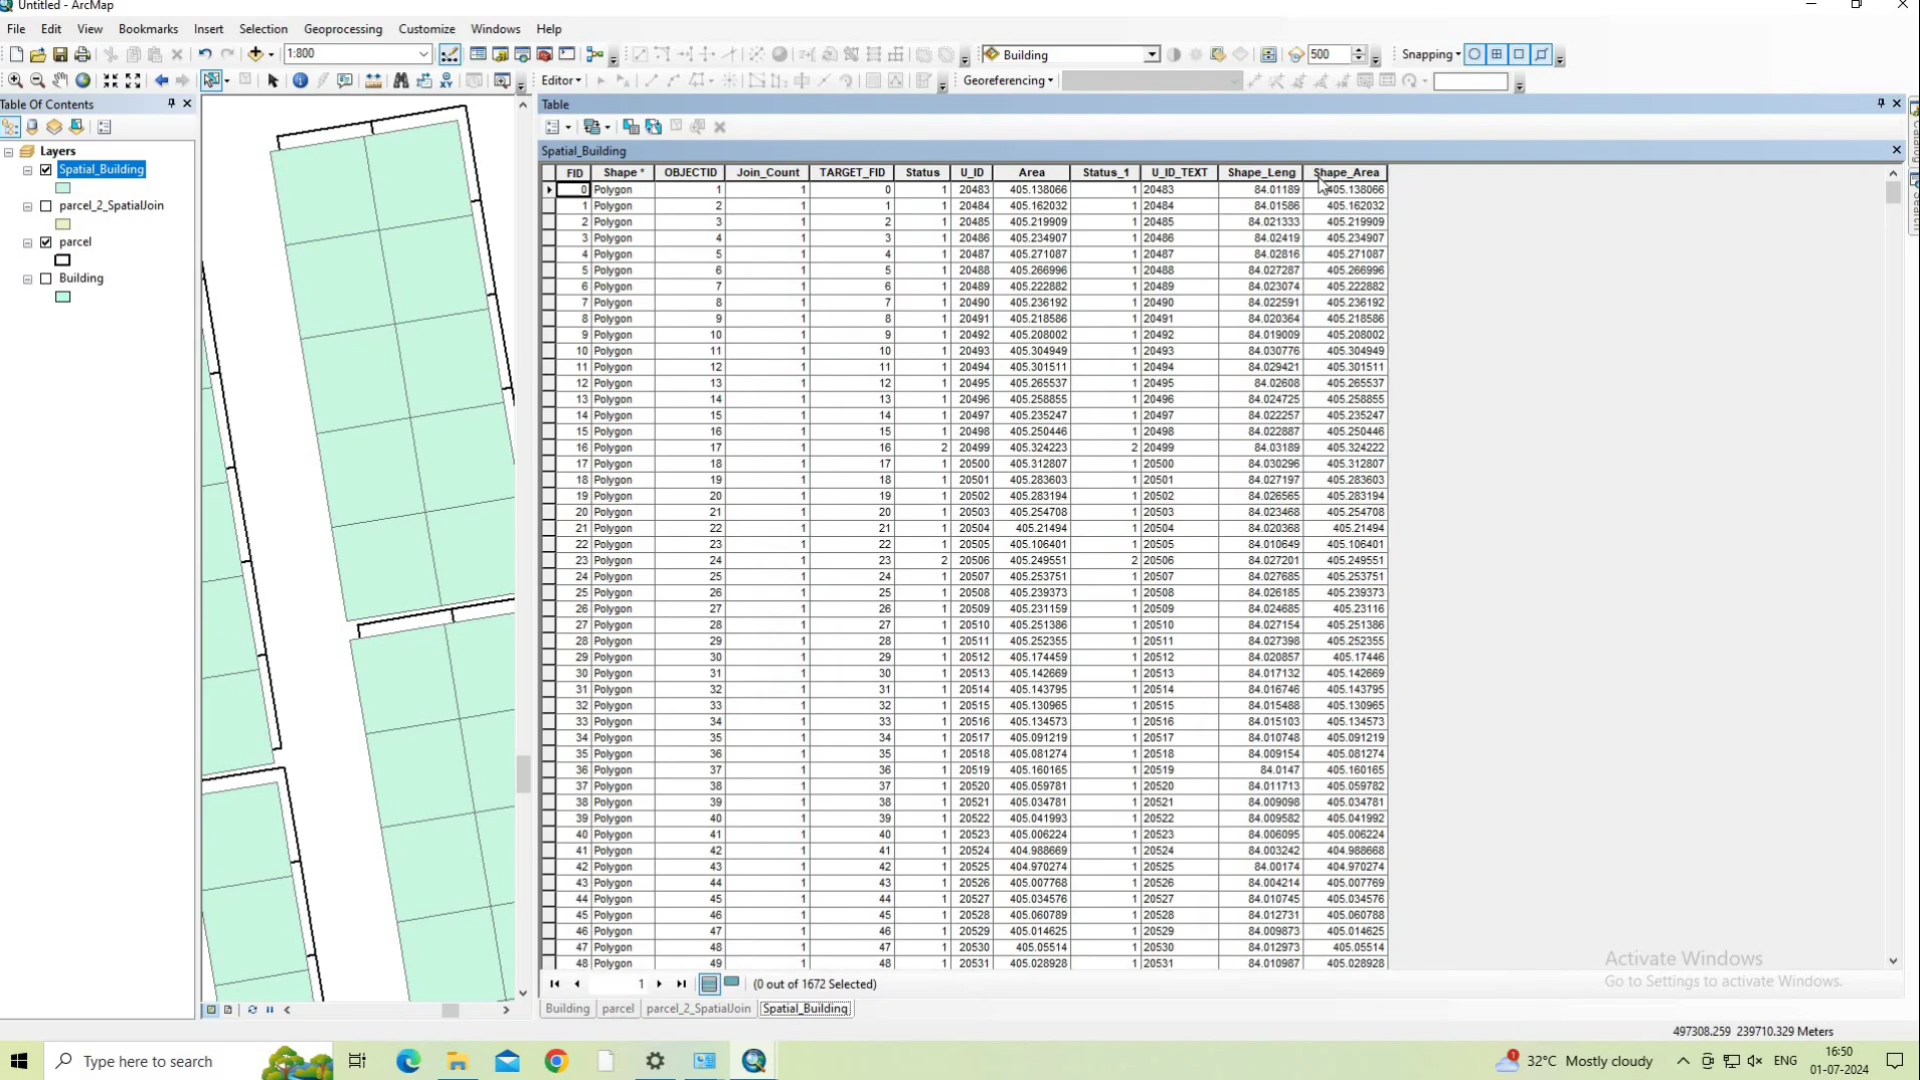 Untitled - ArcMap
File Edit View Bookmarks Insert Selection Geoprocessing Customize Windows Help
1:800 Building 500 Snapping
Editor Georeferencing
Table Of Contents
Layers
Spatial_Building
parcel_2_SpatialJoin
parcel
Building
Table
Spatial_Building
FID Shape * OBJECTID Join_Count TARGET_FID Status U_ID Area Status_1 U_ID_TEXT Shape_Leng Shape_Area
0 Polygon 1 1 0 1 20483 405.138066 1 20483 84.01189 405.138066
1 Polygon 2 1 1 1 20484 405.162032 1 20484 84.01586 405.162032
2 Polygon 3 1 2 1 20485 405.219909 1 20485 84.021333 405.219909
3 Polygon 4 1 3 1 20486 405.234907 1 20486 84.02419 405.234907
4 Polygon 5 1 4 1 20487 405.271087 1 20487 84.02816 405.271087
5 Polygon 6 1 5 1 20488 405.266996 1 20488 84.027287 405.266996
6 Polygon 7 1 6 1 20489 405.222882 1 20489 84.023074 405.222882
7 Polygon 8 1 7 1 20490 405.236192 1 20490 84.022591 405.236192
8 Polygon 9 1 8 1 20491 405.218586 1 20491 84.020364 405.218586
9 Polygon 10 1 9 1 20492 405.208002 1 20492 84.019009 405.208002
10 Polygon 11 1 10 1 20493 405.304949 1 20493 84.030776 405.304949
11 Polygon 12 1 11 1 20494 405.301511 1 20494 84.029421 405.301511
12 Polygon 13 1 12 1 20495 405.265537 1 20495 84.02608 405.265537
13 Polygon 14 1 13 1 20496 405.258855 1 20496 84.024725 405.258855
14 Polygon 15 1 14 1 20497 405.235247 1 20497 84.022257 405.235247
15 Polygon 16 1 15 1 20498 405.250446 1 20498 84.022887 405.250446
16 Polygon 17 1 16 2 20499 405.324223 2 20499 84.03189 405.324222
17 Polygon 18 1 17 1 20500 405.312807 1 20500 84.030296 405.312807
18 Polygon 19 1 18 1 20501 405.283603 1 20501 84.027197 405.283603
19 Polygon 20 1 19 1 20502 405.283194 1 20502 84.026565 405.283194
20 Polygon 21 1 20 1 20503 405.254708 1 20503 84.023468 405.254708
21 Polygon 22 1 21 1 20504 405.21494 1 20504 84.020368 405.21494
22 Polygon 23 1 22 1 20505 405.106401 1 20505 84.010649 405.106401
23 Polygon 24 1 23 2 20506 405.249551 2 20506 84.027201 405.249551
24 Polygon 25 1 24 1 20507 405.253751 1 20507 84.027685 405.253751
25 Polygon 26 1 25 1 20508 405.239373 1 20508 84.026185 405.239373
26 Polygon 27 1 26 1 20509 405.231159 1 20509 84.024685 405.23116
27 Polygon 28 1 27 1 20510 405.251386 1 20510 84.027154 405.251386
28 Polygon 29 1 28 1 20511 405.252355 1 20511 84.027398 405.252355
29 Polygon 30 1 29 1 20512 405.174459 1 20512 84.020857 405.17446
30 Polygon 31 1 30 1 20513 405.142669 1 20513 84.017132 405.142669
31 Polygon 32 1 31 1 20514 405.143795 1 20514 84.016746 405.143795
32 Polygon 33 1 32 1 20515 405.130965 1 20515 84.015488 405.130965
33 Polygon 34 1 33 1 20516 405.134573 1 20516 84.015103 405.134573
34 Polygon 35 1 34 1 20517 405.091219 1 20517 84.010748 405.091219
35 Polygon 36 1 35 1 20518 405.081274 1 20518 84.009154 405.081274
36 Polygon 37 1 36 1 20519 405.160165 1 20519 84.0147 405.160165
37 Polygon 38 1 37 1 20520 405.059781 1 20520 84.011713 405.059782
38 Polygon 39 1 38 1 20521 405.034781 1 20521 84.009098 405.034781
39 Polygon 40 1 39 1 20522 405.041993 1 20522 84.009582 405.041992
40 Polygon 41 1 40 1 20523 405.006224 1 20523 84.006095 405.006224
41 Polygon 42 1 41 1 20524 404.988669 1 20524 84.003242 404.988668
42 Polygon 43 1 42 1 20525 404.970274 1 20525 84.00174 404.970274
43 Polygon 44 1 43 1 20526 405.007768 1 20526 84.004214 405.007769
44 Polygon 45 1 44 1 20527 405.034576 1 20527 84.010745 405.034576
45 Polygon 46 1 45 1 20528 405.060789 1 20528 84.012731 405.060788
46 Polygon 47 1 46 1 20529 405.014625 1 20529 84.009873 405.014625
47 Polygon 48 1 47 1 20530 405.05514 1 20530 84.012973 405.05514
48 Polygon 49 1 48 1 20531 405.028928 1 20531 84.010987 405.028928
1 (0 out of 1672 Selected)
Building parcel parcel_2_SpatialJoin Spatial_Building
Activate Windows
Go to Settings to activate Windows.
497308.259 239710.329 Meters
Type here to search
32°C Mostly cloudy ENG 16:50
01-07-2024
Search